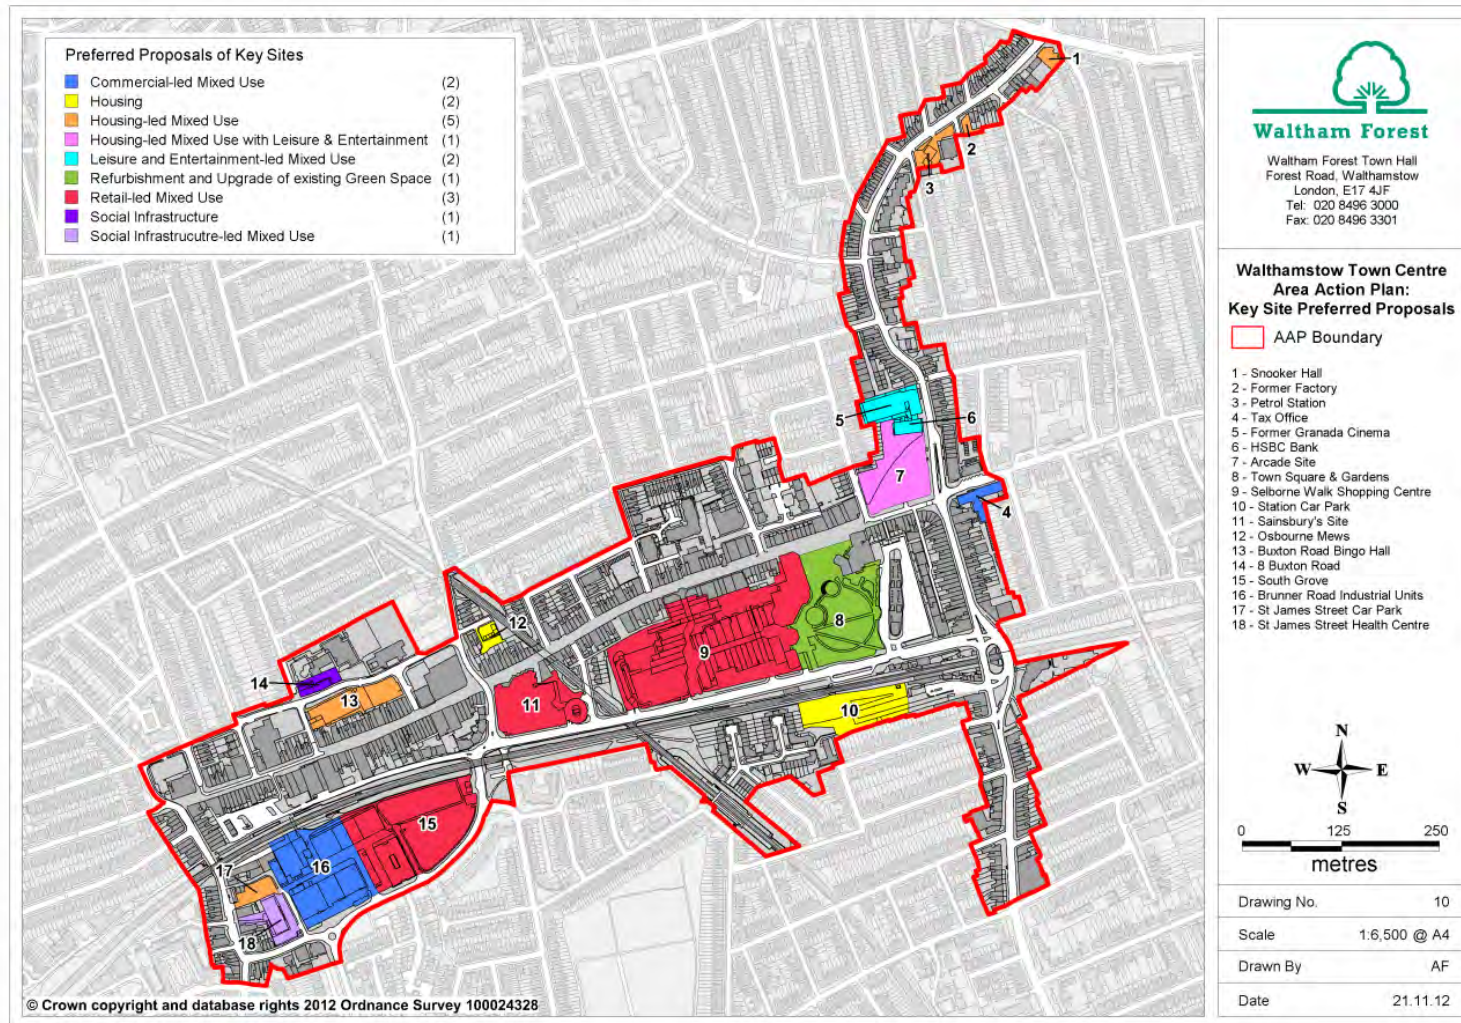 Preferred Proposals of Key Sites
Commercial-led Mixed Use (2)
Housing (2)
Housing-led Mixed Use (5)
Housing-led Mixed Use with Leisure & Entertainment (1)
Leisure and Entertainment-led Mixed Use (2)
Refurbishment and Upgrade of existing Green Space (1)
Retail-led Mixed Use (3)
Social Infrastructure (1)
Social Infrastrucutre-led Mixed Use (1)
1
2
3
5
6
7
4
8
9
12
11
10
14
13
15
16
17
18
© Crown copyright and database rights 2012 Ordnance Survey 100024328
Waltham Forest
Waltham Forest Town Hall
Forest Road, Walthamstow
London, E17 4JF
Tel: 020 8496 3000
Fax: 020 8496 3301
Walthamstow Town Centre
Area Action Plan:
Key Site Preferred Proposals
AAP Boundary
1 - Snooker Hall
2 - Former Factory
3 - Petrol Station
4 - Tax Office
5 - Former Granada Cinema
6 - HSBC Bank
7 - Arcade Site
8 - Town Square & Gardens
9 - Selborne Walk Shopping Centre
10 - Station Car Park
11 - Sainsbury's Site
12 - Osbourne Mews
13 - Buxton Road Bingo Hall
14 - 8 Buxton Road
15 - South Grove
16 - Brunner Road Industrial Units
17 - St James Street Car Park
18 - St James Street Health Centre
N
W E
S
0 125 250
metres
Drawing No. 10
Scale 1:6,500 @ A4
Drawn By AF
Date 21.11.12